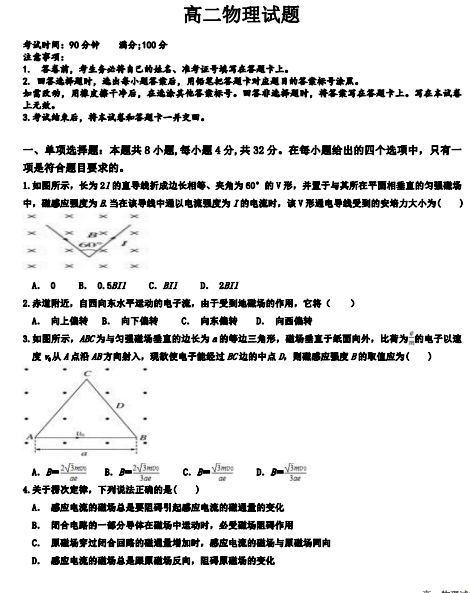 高二物理试题
考试时间：90分钟 满分；100分
注意事项：
1. 答卷前，考生务必将自己的姓名、准考证号填写在答题卡上。
2. 回答选择题时，选出每小题答案后，用铅笔把答题卡对应题目的答案标号涂黑。
如需改动，用橡皮擦干净后，在选涂其他答案标号。回答非选择题时，将答案写在答题卡上。写在本试卷
上无效。
3.考试结束后，将本试卷和答题卡一并交回。
一、单项选择题：本题共8小题,每小题4分,共32分。在每小题给出的四个选项中，只有一
项是符合题目要求的。
1.如图所示，长为2l的直导线折成边长相等、夹角为60°的V形，并置于与其所在平面相垂直的匀强磁场
中，磁感应强度为B.当在该导线中通以电流强度为I的电流时，该V形通电导线受到的安培力大小为( )
B 60° I
A. 0 B. 0.5BIl C. BIl D. 2BIl
2.赤道附近，自西向东水平运动的电子流，由于受到地磁场的作用，它将（ ）
A. 向上偏转 B. 向下偏转 C. 向东偏转 D. 向西偏转
3.如图所示，ABC为与匀强磁场垂直的边长为a的等边三角形，磁场垂直于纸面向外，比荷为e/m的电子以速
度v₀从A点沿AB方向射入，现欲使电子能经过BC边的中点D，则磁感应强度B的取值应为( )
C
D
A v₀ B
a
A. B=2√3mv₀/ae B. B=2√3mv₀/3ae C. B=√3mv₀/ae D. B=√3mv₀/3ae
4.关于楞次定律，下列说法正确的是( )
A. 感应电流的磁场总是要阻碍引起感应电流的磁通量的变化
B. 闭合电路的一部分导体在磁场中运动时，必受磁场阻碍作用
C. 原磁场穿过闭合回路的磁通量增加时，感应电流的磁场与原磁场同向
D. 感应电流的磁场总是跟原磁场反向，阻碍原磁场的变化